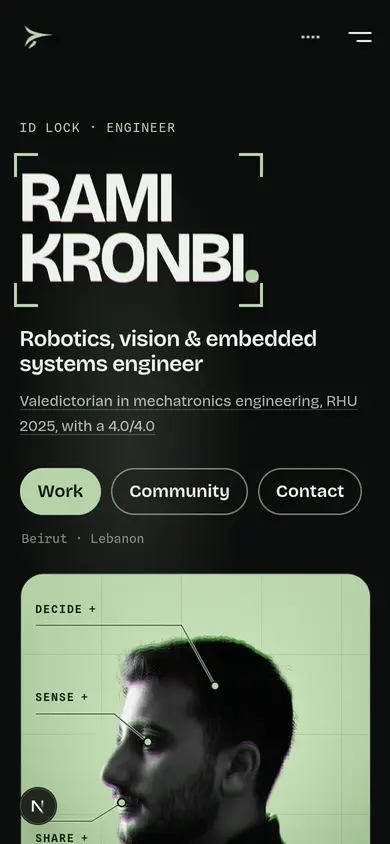 ID LOCK · ENGINEER
RAMI
KRONBI.
Robotics, vision & embedded
systems engineer
Valedictorian in mechatronics engineering, RHU
2025, with a 4.0/4.0
Work
Community
Contact
Beirut · Lebanon
DECIDE +
SENSE +
N
SHARE +